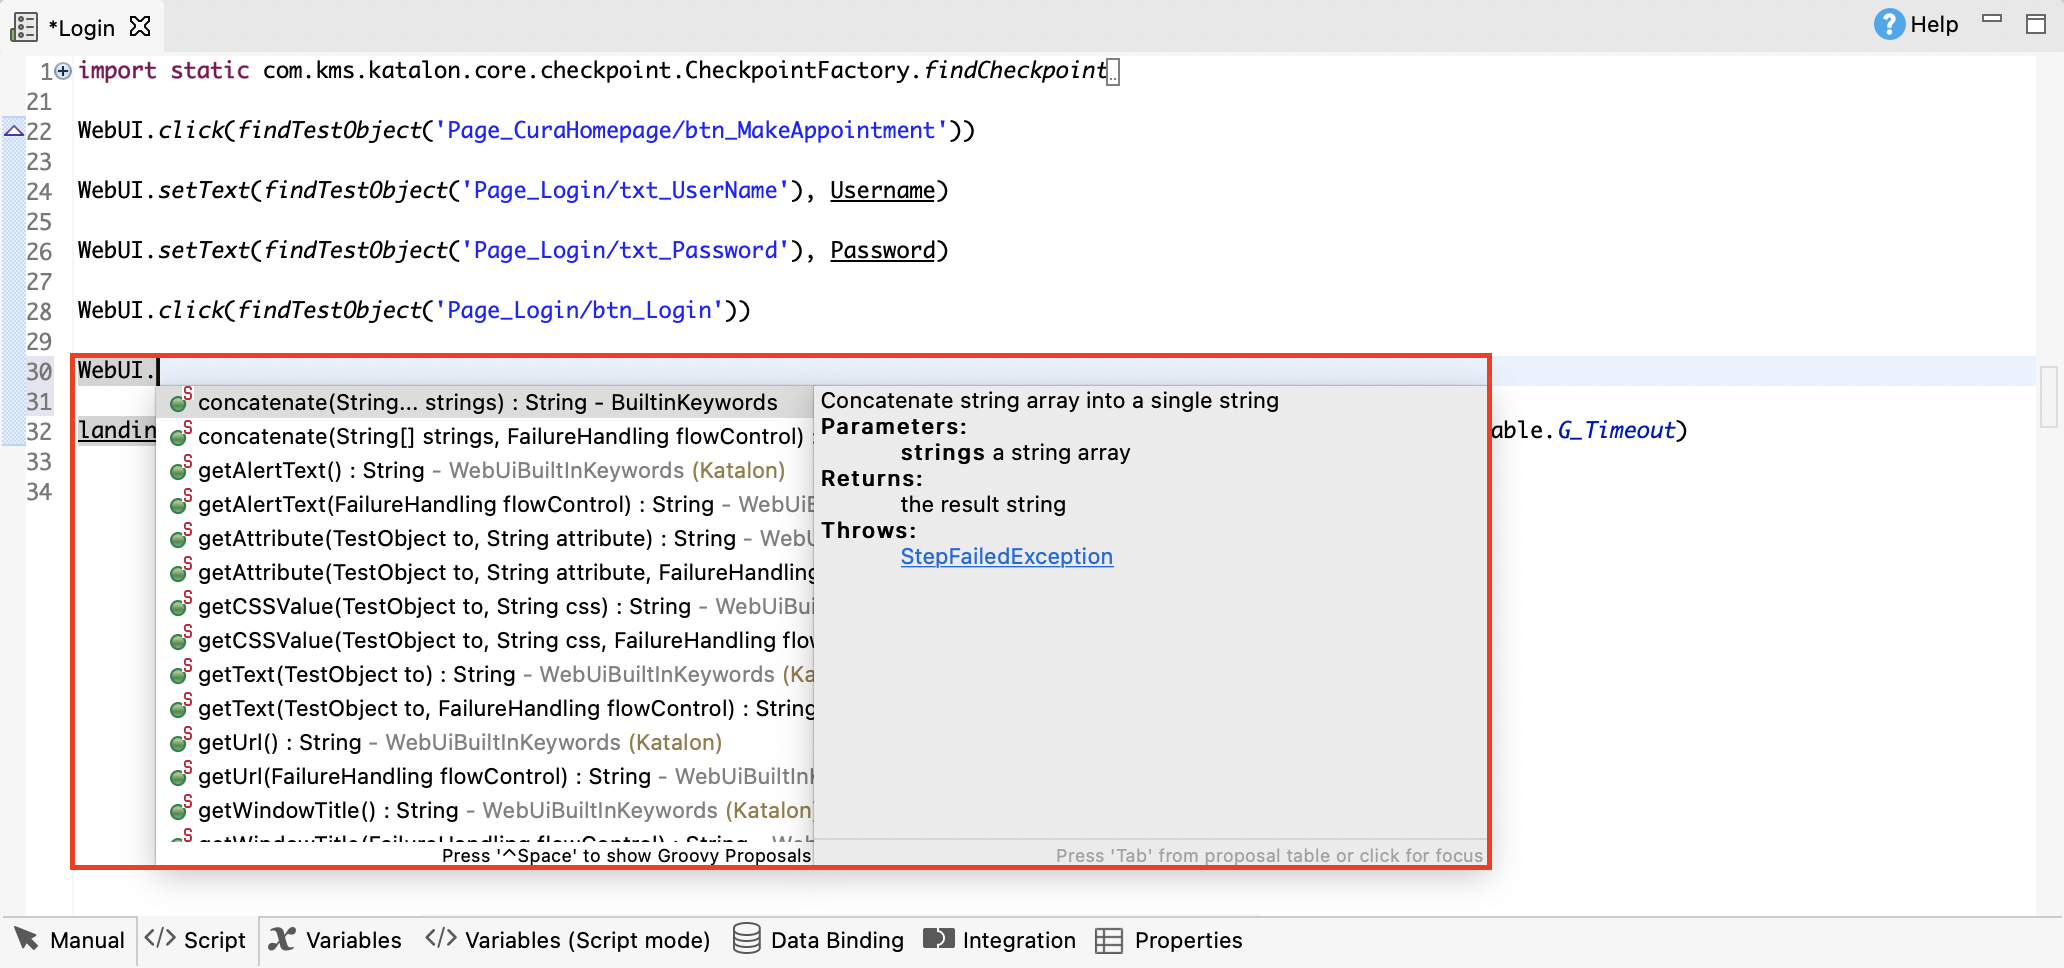 *Login
Help
1 import static com.kms.katalon.core.checkpoint.CheckpointFactory.findCheckpoint..
21
22 WebUI.click(findTestObject('Page_CuraHomepage/btn_MakeAppointment'))
23
24 WebUI.setText(findTestObject('Page_Login/txt_UserName'), Username)
25
26 WebUI.setText(findTestObject('Page_Login/txt_Password'), Password)
27
28 WebUI.click(findTestObject('Page_Login/btn_Login'))
29
30 WebUI.
31
32 landin able.G_Timeout)
33
34
concatenate(String... strings) : String - BuiltinKeywords
concatenate(String[] strings, FailureHandling flowControl) :
getAlertText() : String - WebUiBuiltInKeywords (Katalon)
getAlertText(FailureHandling flowControl) : String - WebUiB
getAttribute(TestObject to, String attribute) : String - WebU
getAttribute(TestObject to, String attribute, FailureHandling
getCSSValue(TestObject to, String css) : String - WebUiBui
getCSSValue(TestObject to, String css, FailureHandling flow
getText(TestObject to) : String - WebUiBuiltInKeywords (Ka
getText(TestObject to, FailureHandling flowControl) : String
getUrl() : String - WebUiBuiltInKeywords (Katalon)
getUrl(FailureHandling flowControl) : String - WebUiBuiltInK
getWindowTitle() : String - WebUiBuiltInKeywords (Katalon)
getWindowTitle(FailureHandling flowControl) : String - Web
Press '^Space' to show Groovy Proposals
Concatenate string array into a single string
Parameters:
strings a string array
Returns:
the result string
Throws:
StepFailedException
Press 'Tab' from proposal table or click for focus
Manual
</> Script
Variables
</> Variables (Script mode)
Data Binding
Integration
Properties